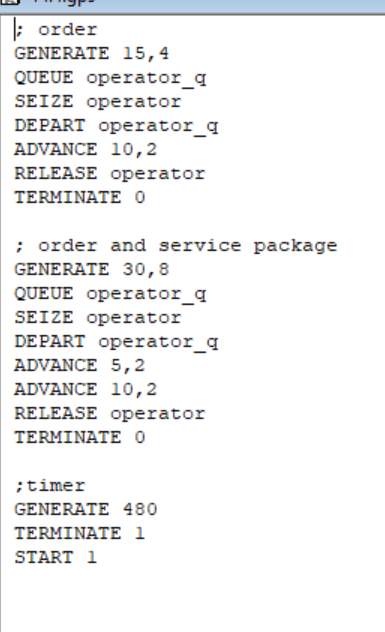 ; order
GENERATE 15,4
QUEUE operator_q
SEIZE operator
DEPART operator_q
ADVANCE 10,2
RELEASE operator
TERMINATE 0
; order and service package
GENERATE 30,8
QUEUE operator_q
SEIZE operator
DEPART operator_q
ADVANCE 5,2
ADVANCE 10,2
RELEASE operator
TERMINATE 0
;timer
GENERATE 480
TERMINATE 1
START 1